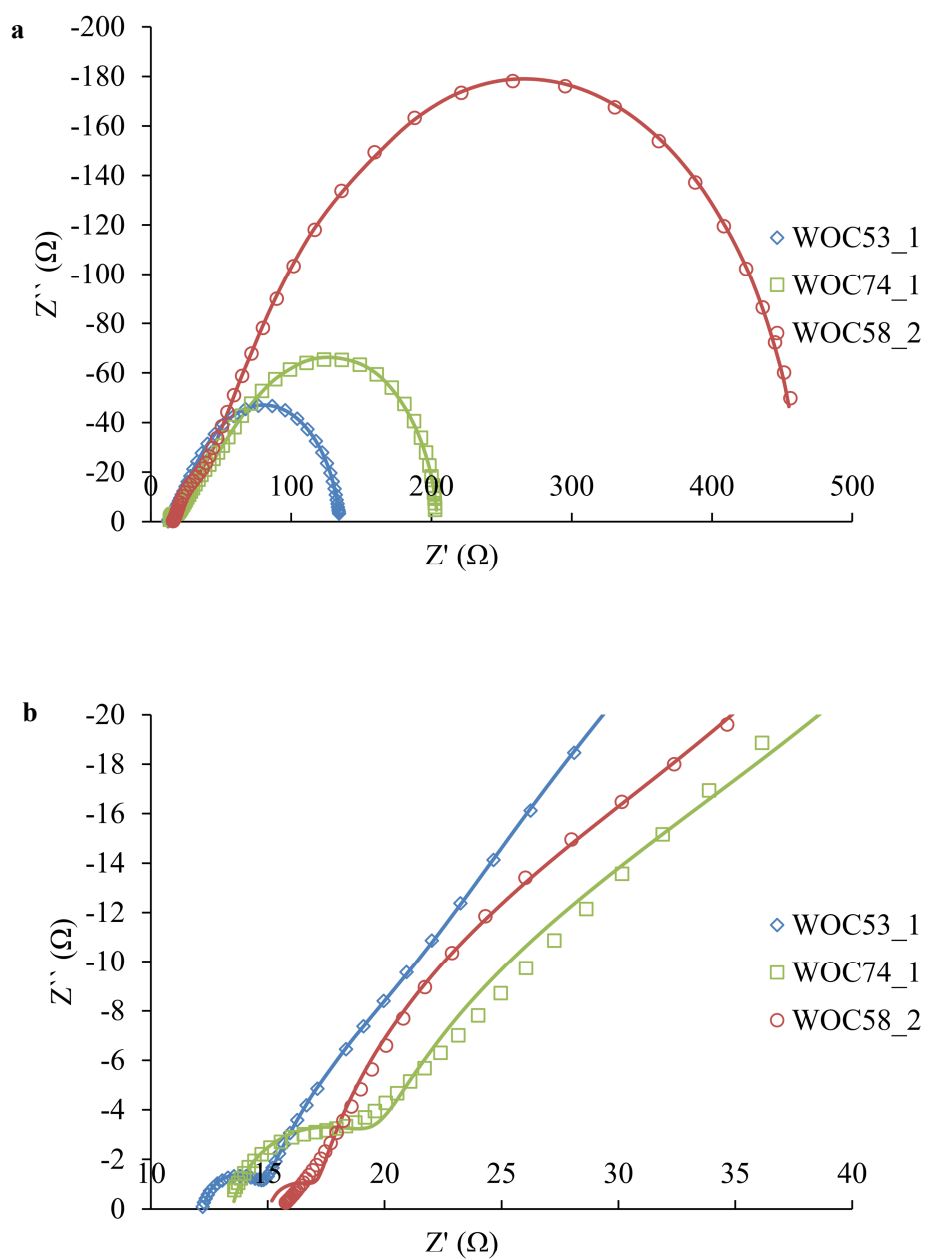 a
-200
-180
-160
-140
-120
-100
-80
-60
-40
-20
0
Z`` (Ω)
0 100 200 300 400 500
Z' (Ω)
WOC53_1
WOC74_1
WOC58_2
b
-20
-18
-16
-14
-12
-10
-8
-6
-4
-2
0
Z`` (Ω)
10 15 20 25 30 35 40
Z' (Ω)
WOC53_1
WOC74_1
WOC58_2